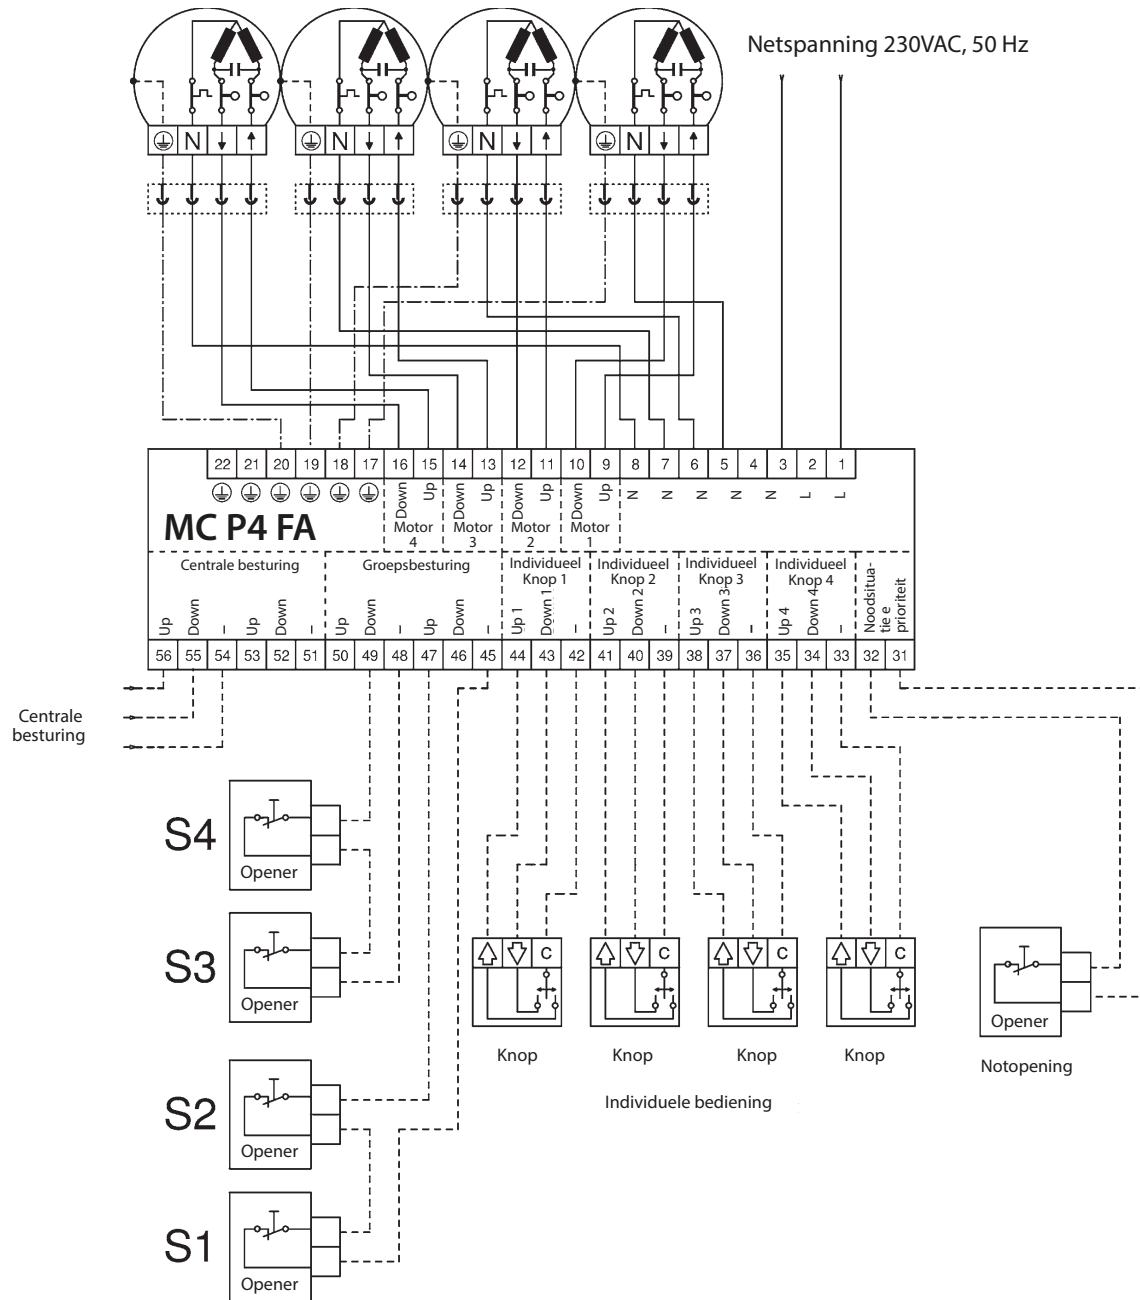 Netspanning 230VAC, 50 Hz
N
N
N
N
22 21 20 19 18 17 16 15 14 13 12 11 10 9 8 7 6 5 4 3 2 1
Down Up Down Up Down Up Down Up N N N N N L L
Motor 4
Motor 3
Motor 2
Motor 1
MC P4 FA
Centrale besturing
Groepsbesturing
Individueel Knop 1
Individueel Knop 2
Individueel Knop 3
Individueel Knop 4
Noodsitua-
tie e
prioriteit
Up Down – Up Down – Up Down – Up Down – Up 1 Down 1 – Up 2 Down 2 – Up 3 Down 3 – Up 4 Down 4 –
56 55 54 53 52 51 50 49 48 47 46 45 44 43 42 41 40 39 38 37 36 35 34 33 32 31
Centrale
besturing
S4
Opener
S3
Opener
C
C
C
C
Knop
Knop
Knop
Knop
Individuele bediening
Opener
Notopening
S2
Opener
S1
Opener